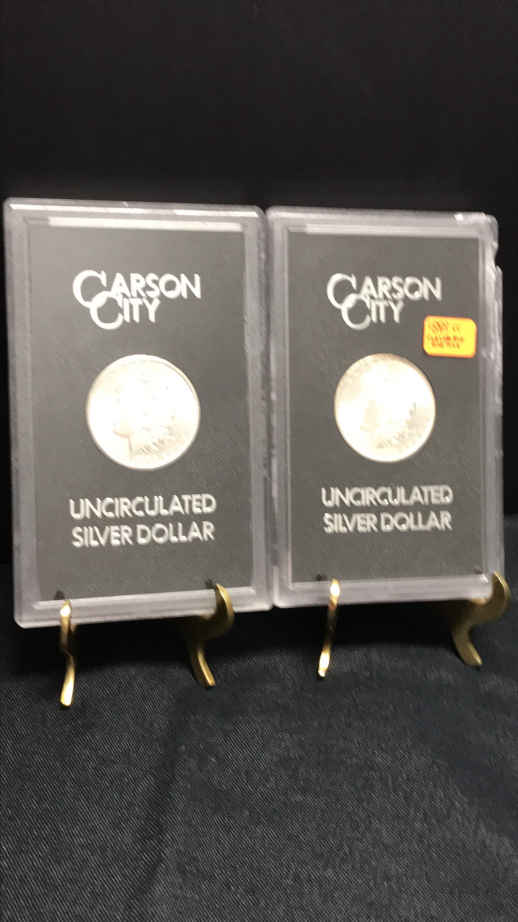 CARSON
CITY
UNCIRCULATED
SILVER DOLLAR
CARSON
CITY
UNCIRCULATED
SILVER DOLLAR